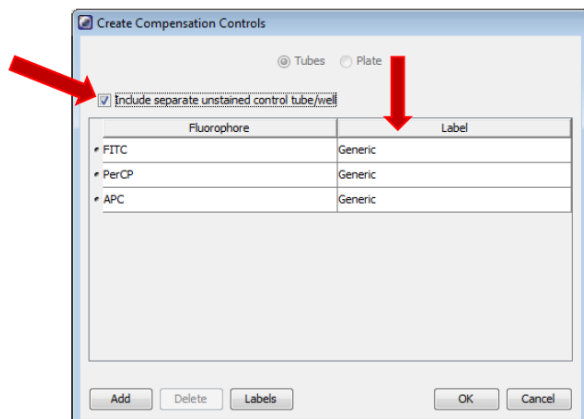 Create Compensation Controls
Tubes Plate
Include separate unstained control tube/well
Fluorophore Label
FITC Generic
PerCP Generic
APC Generic
Add Delete Labels OK Cancel